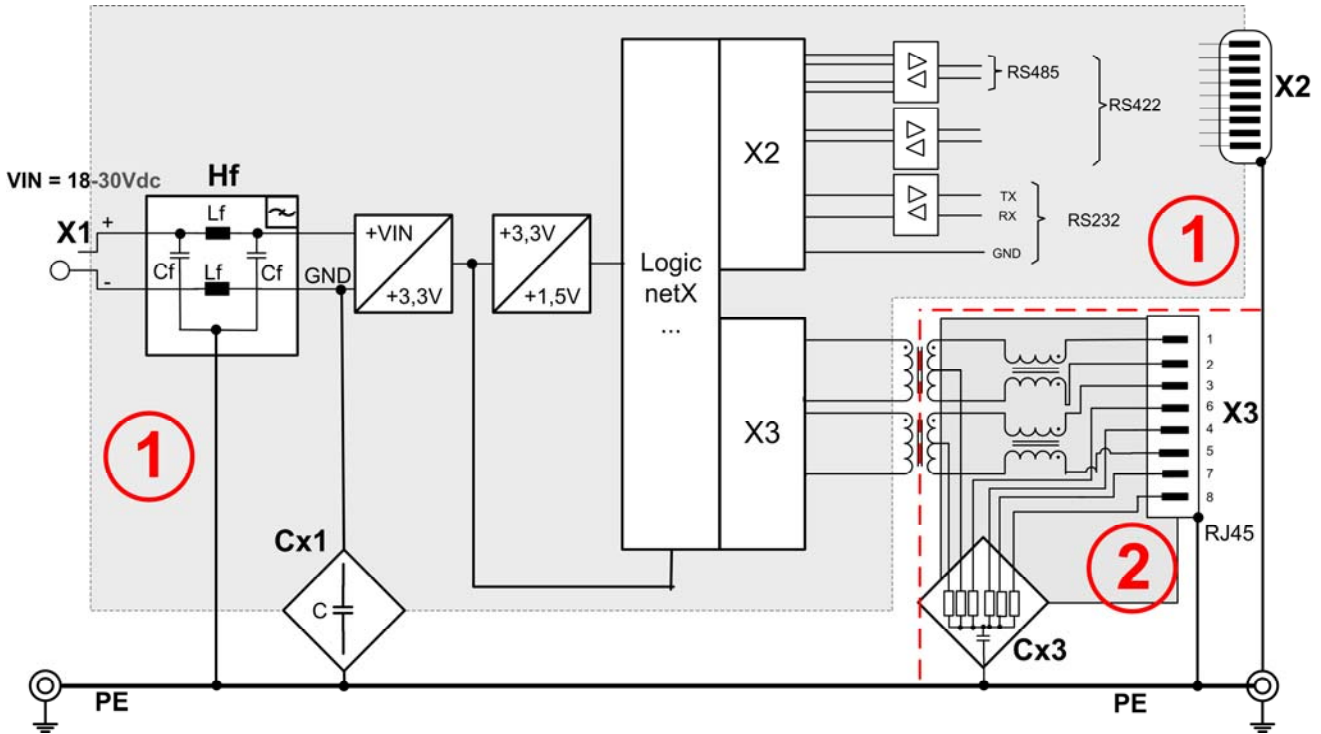 X2
RS485
RS422
X2
VIN = 18-30Vdc
Hf
X1
+
Lf
+VIN
+3,3V
TX
RX
RS232
1
Cf
Lf
Cf
GND
+3,3V
+1,5V
Logic
netX
...
GND
-
1
2
3
6
4
5
7
8
X3
X3
1
Cx1
C
RJ45
2
Cx3
PE
PE